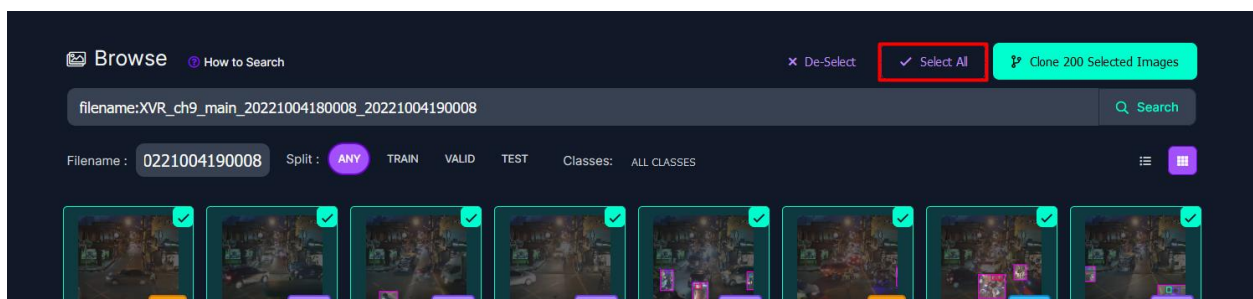 Browse How to Search × De-Select ✓ Select All Clone 200 Selected Images
filename:XVR_ch9_main_20221004180008_20221004190008 Search
Filename : 0221004190008 Split : ANY TRAIN VALID TEST Classes: ALL CLASSES